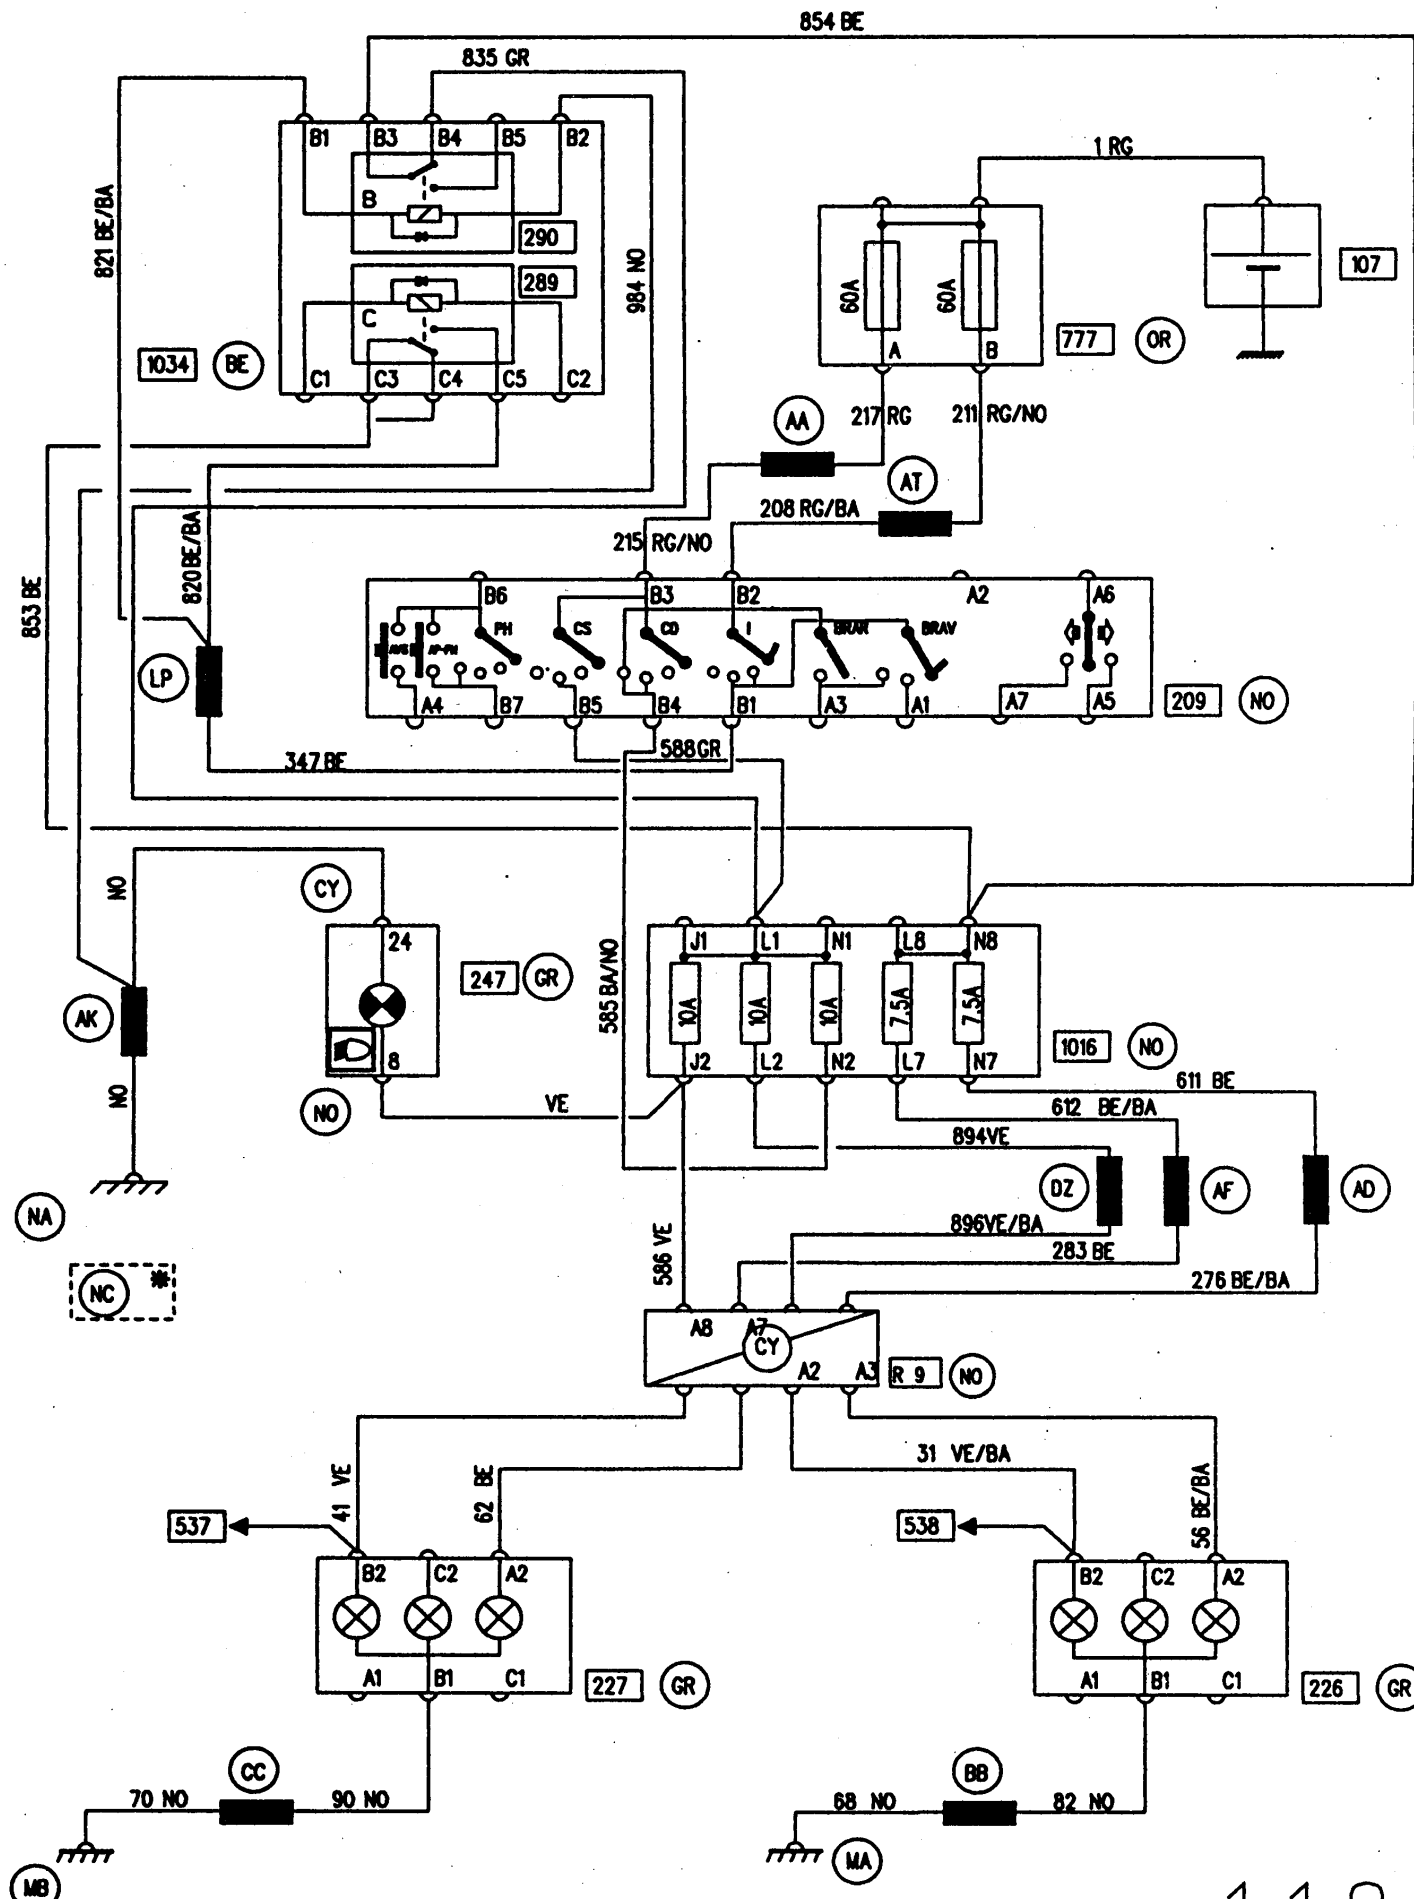 854 BE
835 GR
B1 B3 B4 B5 B2
1 RG
821 BE/BA
B
290
984 NO
289
C
107
60A 60A
A B
777 OR
1034 BE
C1 C3 C4 C5 C2
217 RG 211 RG/NO
AA
AT
208 RG/BA
215 RG/NO
820 BE/BA
853 BE
B6 B3 B2 A2 A6
PH CS CD I BRAR BRAV
AVS AP-PH
LP
A4 B7 B5 B4 B1 A3 A1 A7 A5
209 NO
588 GR
347 BE
NO
CY
24
247 GR
585 BA/NO
J1 L1 N1 L8 N8
10A 10A 10A 7.5A 7.5A
AK
8
J2 L2 N2 L7 N7
1016 NO
NO
NO
VE
611 BE
612 BE/BA
894 VE
DZ AF AD
NA
896 VE/BA
283 BE
586 VE
276 BE/BA
NC *
A8 A7
CY
A2 A3
R 9 NO
31 VE/BA
41 VE
62 BE
56 BE/BA
537
538
B2 C2 A2
B2 C2 A2
A1 B1 C1
227 GR
A1 B1 C1
226 GR
CC
BB
70 NO 90 NO
68 NO 82 NO
MB
MA